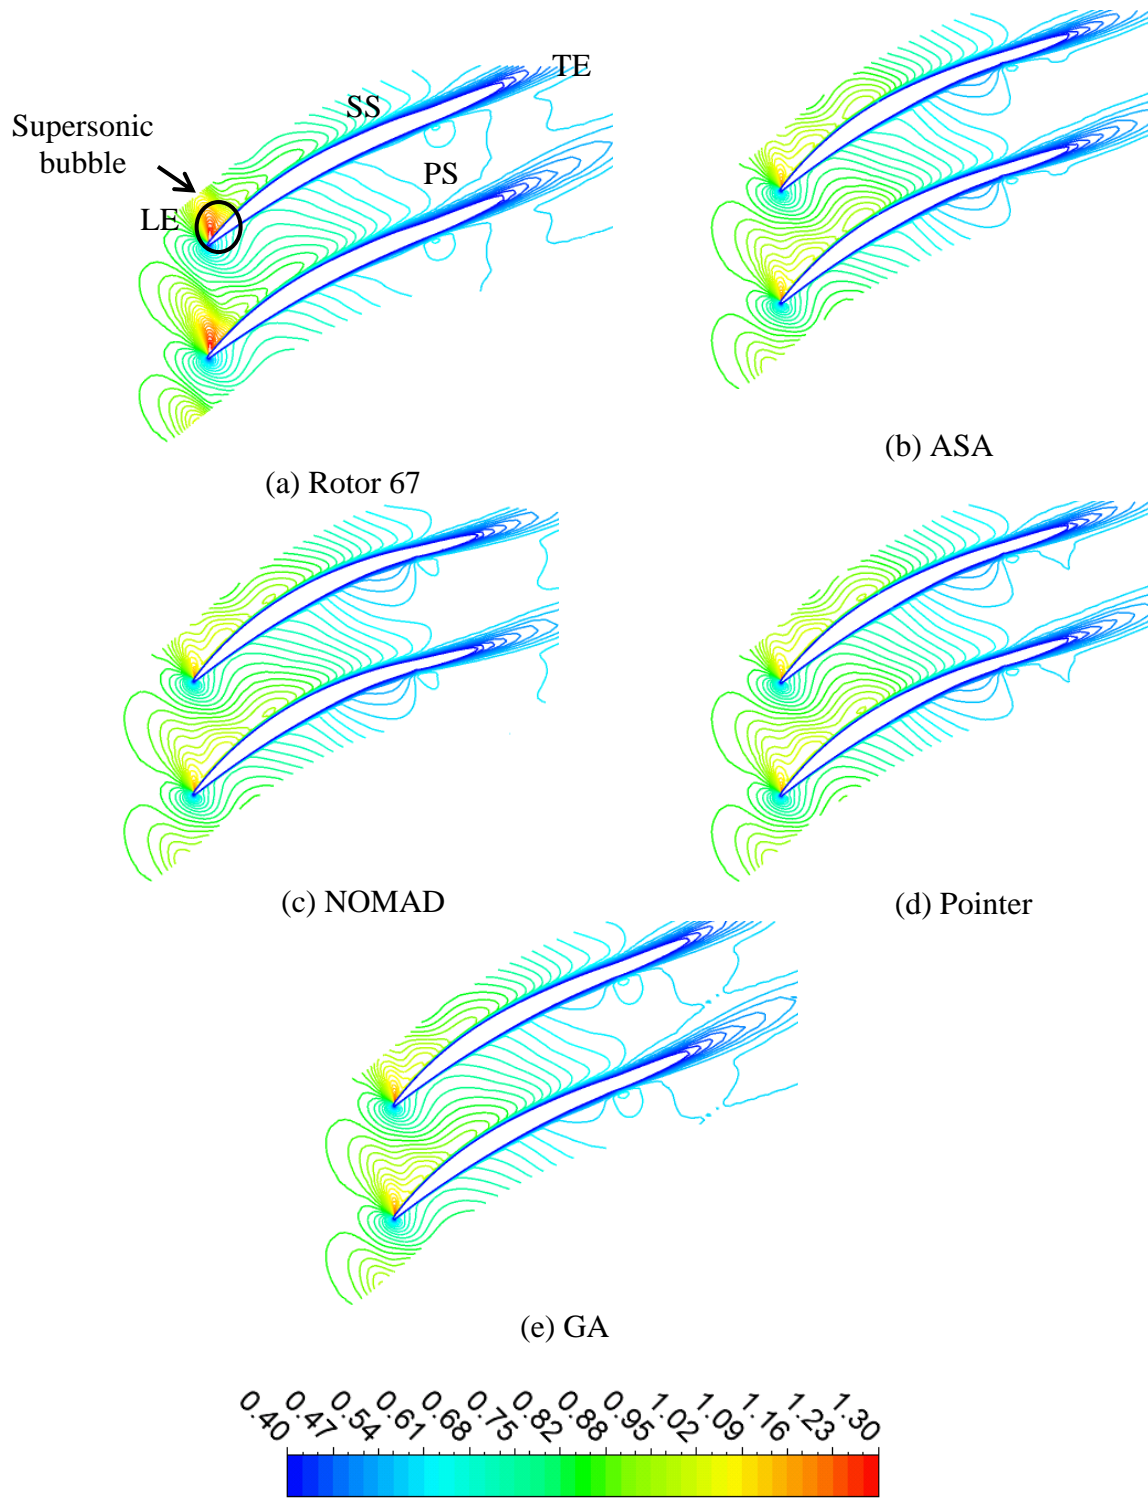 TE
SS
Supersonic
bubble
PS
LE
(b) ASA
(a) Rotor 67
(c) NOMAD
(d) Pointer
(e) GA
0.40
0.47
0.54
0.61
0.68
0.75
0.82
0.88
0.95
1.02
1.09
1.16
1.23
1.30